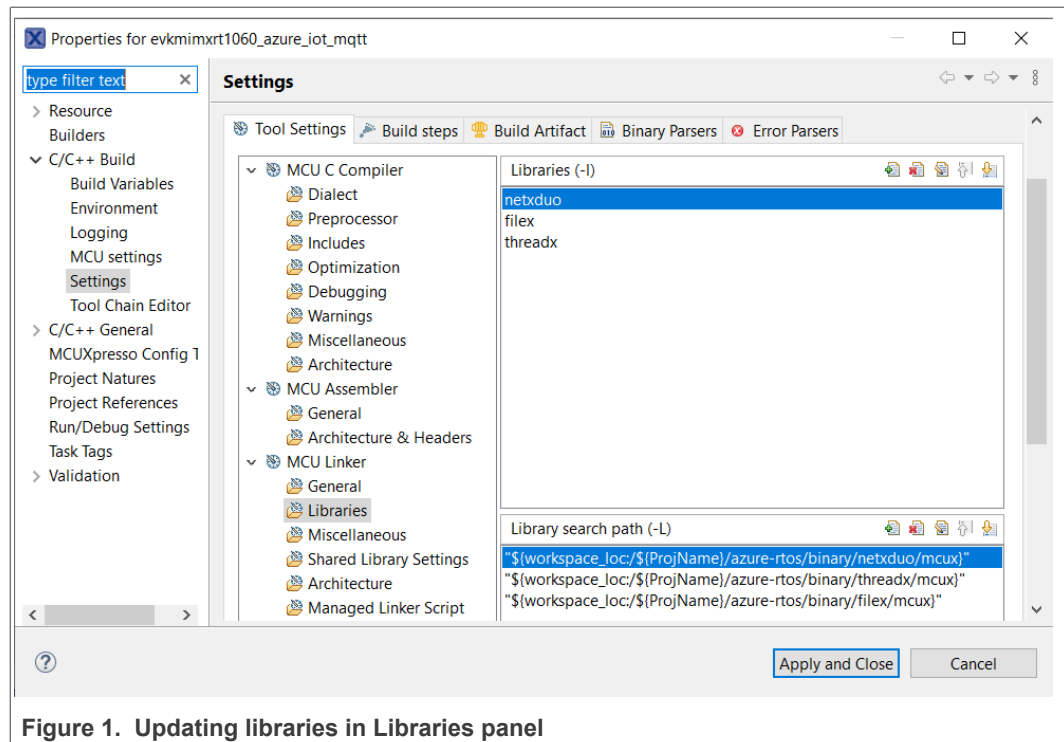 Properties for evkmimxrt1060_azure_iot_mqtt
type filter text
Resource
Builders
C/C++ Build
Build Variables
Environment
Logging
MCU settings
Settings
Tool Chain Editor
C/C++ General
MCUXpresso Config T
Project Natures
Project References
Run/Debug Settings
Task Tags
Validation
Settings
Tool Settings Build steps Build Artifact Binary Parsers Error Parsers
MCU C Compiler
Dialect
Preprocessor
Includes
Optimization
Debugging
Warnings
Miscellaneous
Architecture
MCU Assembler
General
Architecture & Headers
MCU Linker
General
Libraries
Miscellaneous
Shared Library Settings
Architecture
Managed Linker Script
Libraries (-l)
netxduo
filex
threadx
Library search path (-L)
"${workspace_loc:/${ProjName}/azure-rtos/binary/netxduo/mcux}"
"${workspace_loc:/${ProjName}/azure-rtos/binary/threadx/mcux}"
"${workspace_loc:/${ProjName}/azure-rtos/binary/filex/mcux}"
Apply and Close Cancel
Figure 1. Updating libraries in Libraries panel